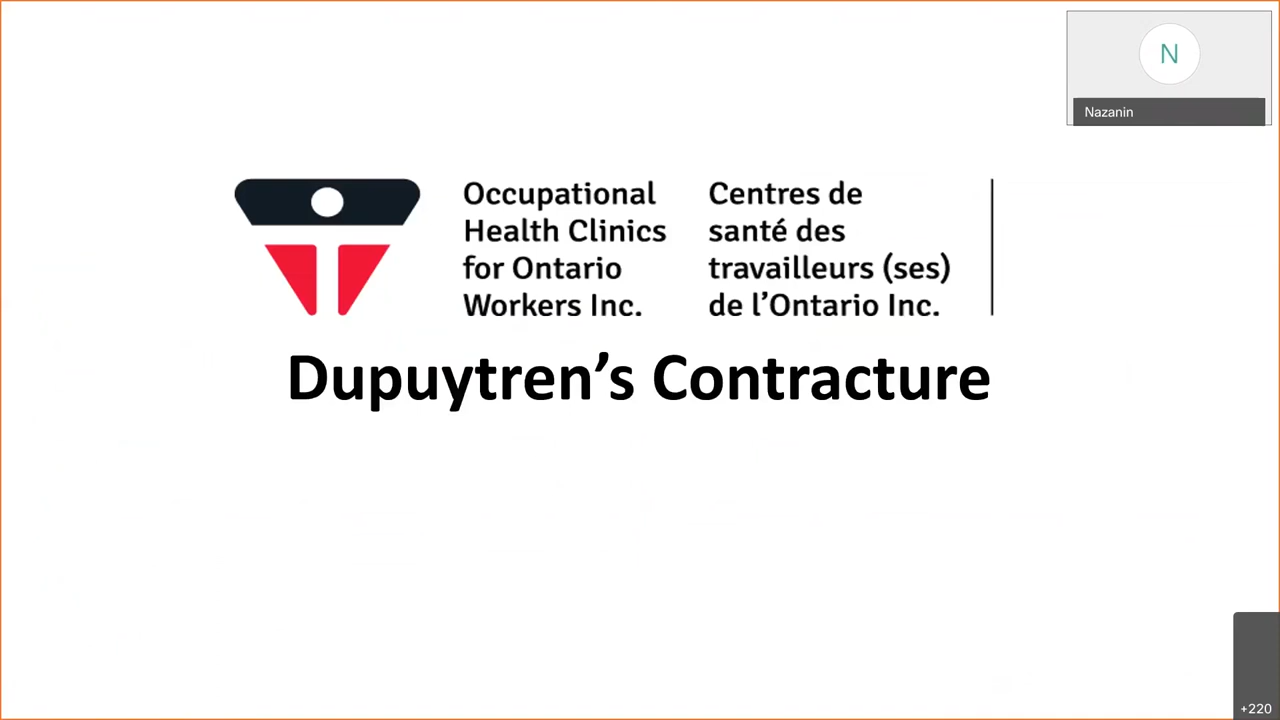 N
Nazanin
Occupational
Health Clinics
for Ontario
Workers Inc.
Centres de
santé des
travailleurs (ses)
de l’Ontario Inc.
Dupuytren’s Contracture
+220